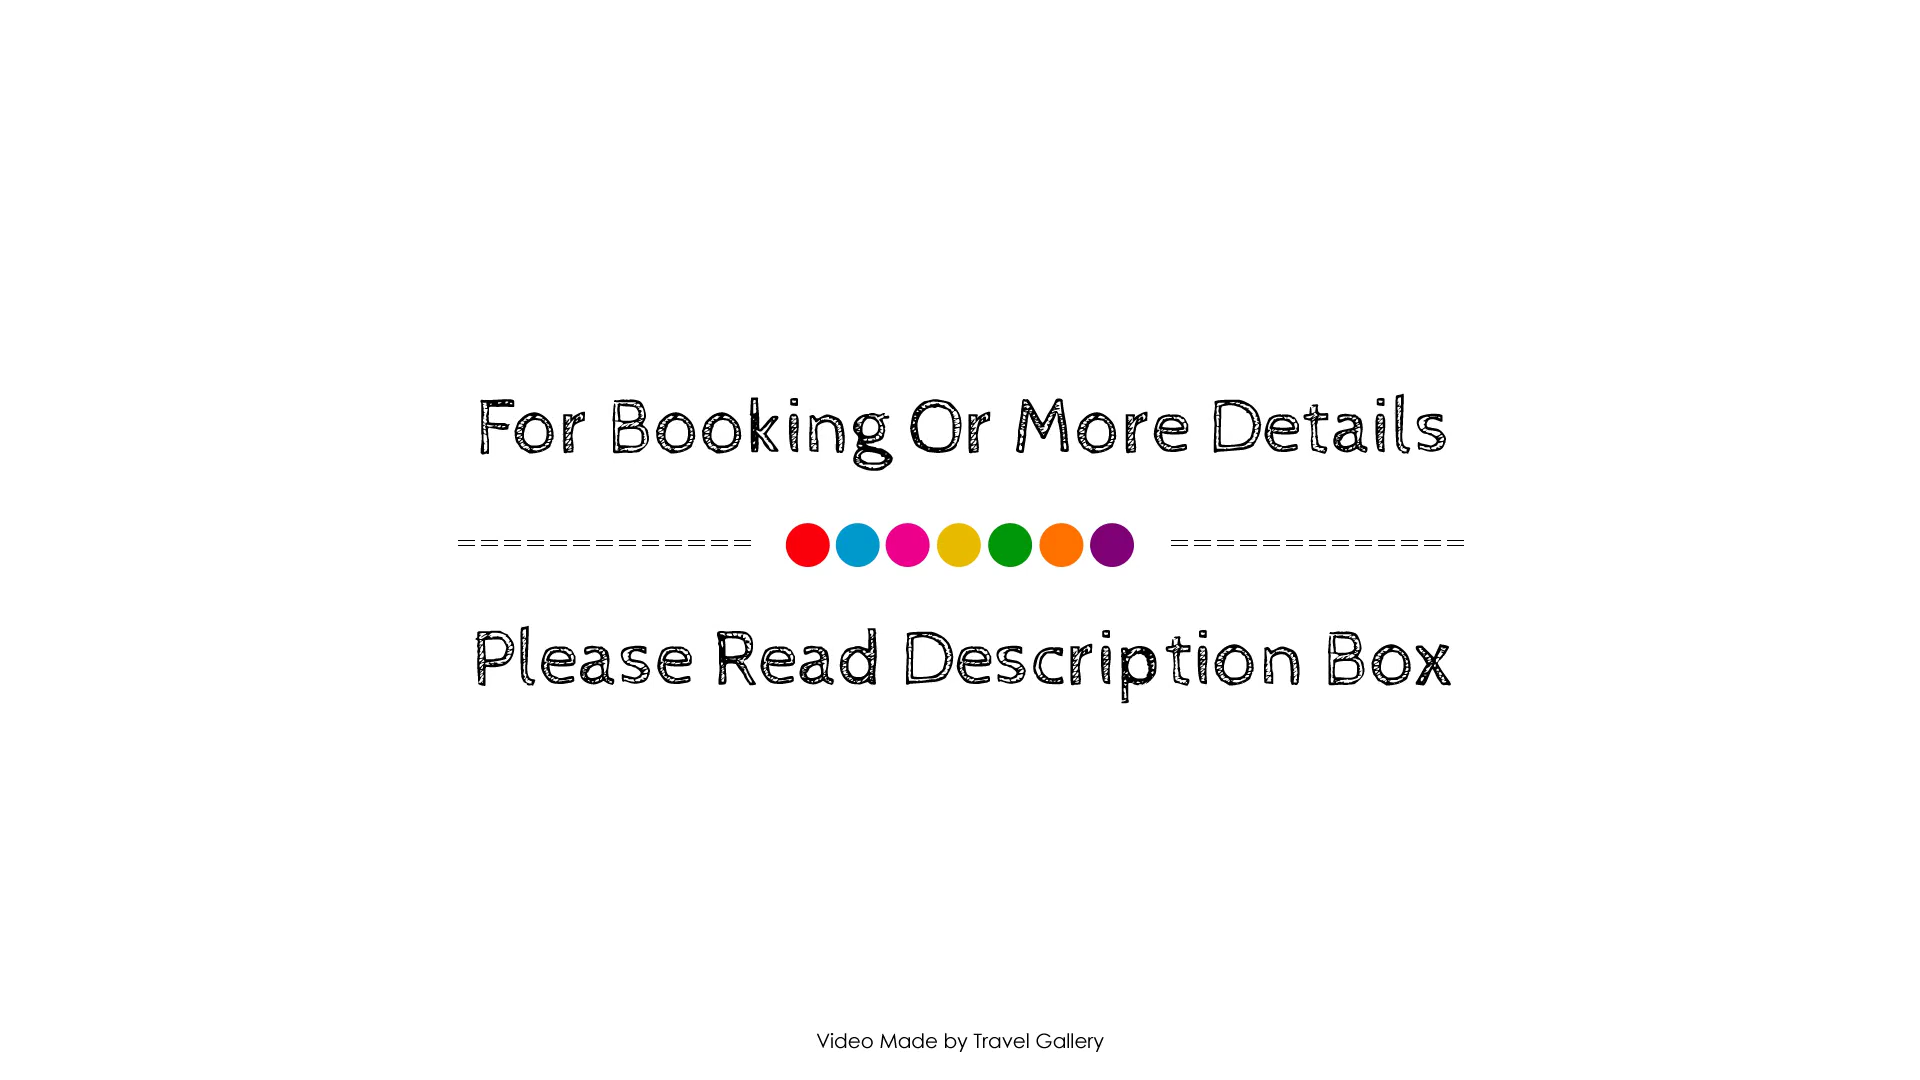 For Booking Or More Details
============= =============
Please Read Description Box
Video Made by Travel Gallery